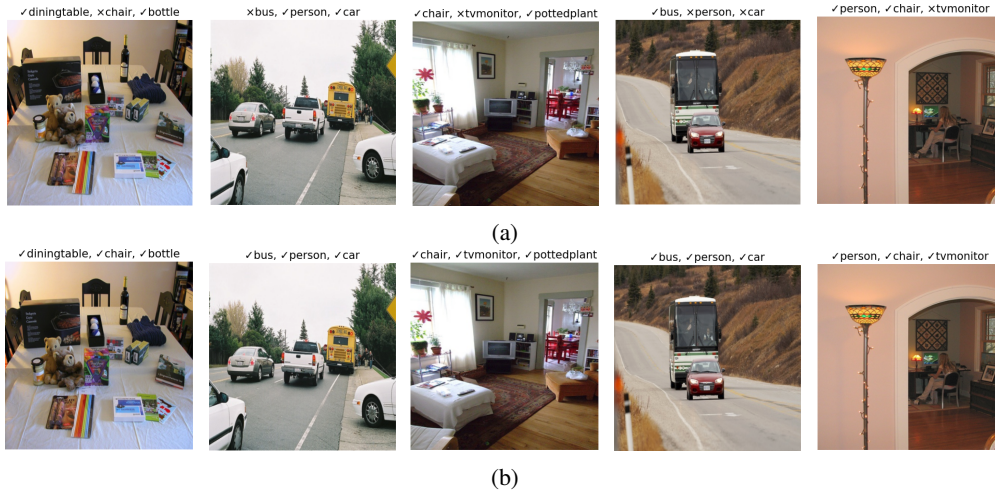 ✓diningtable, ×chair, ✓bottle
×bus, ✓person, ✓car
✓chair, ×tvmonitor, ✓pottedplant
✓bus, ×person, ×car
✓person, ✓chair, ×tvmonitor
(a)
✓diningtable, ✓chair, ✓bottle
✓bus, ✓person, ✓car
✓chair, ✓tvmonitor, ✓pottedplant
✓bus, ✓person, ✓car
✓person, ✓chair, ✓tvmonitor
(b)